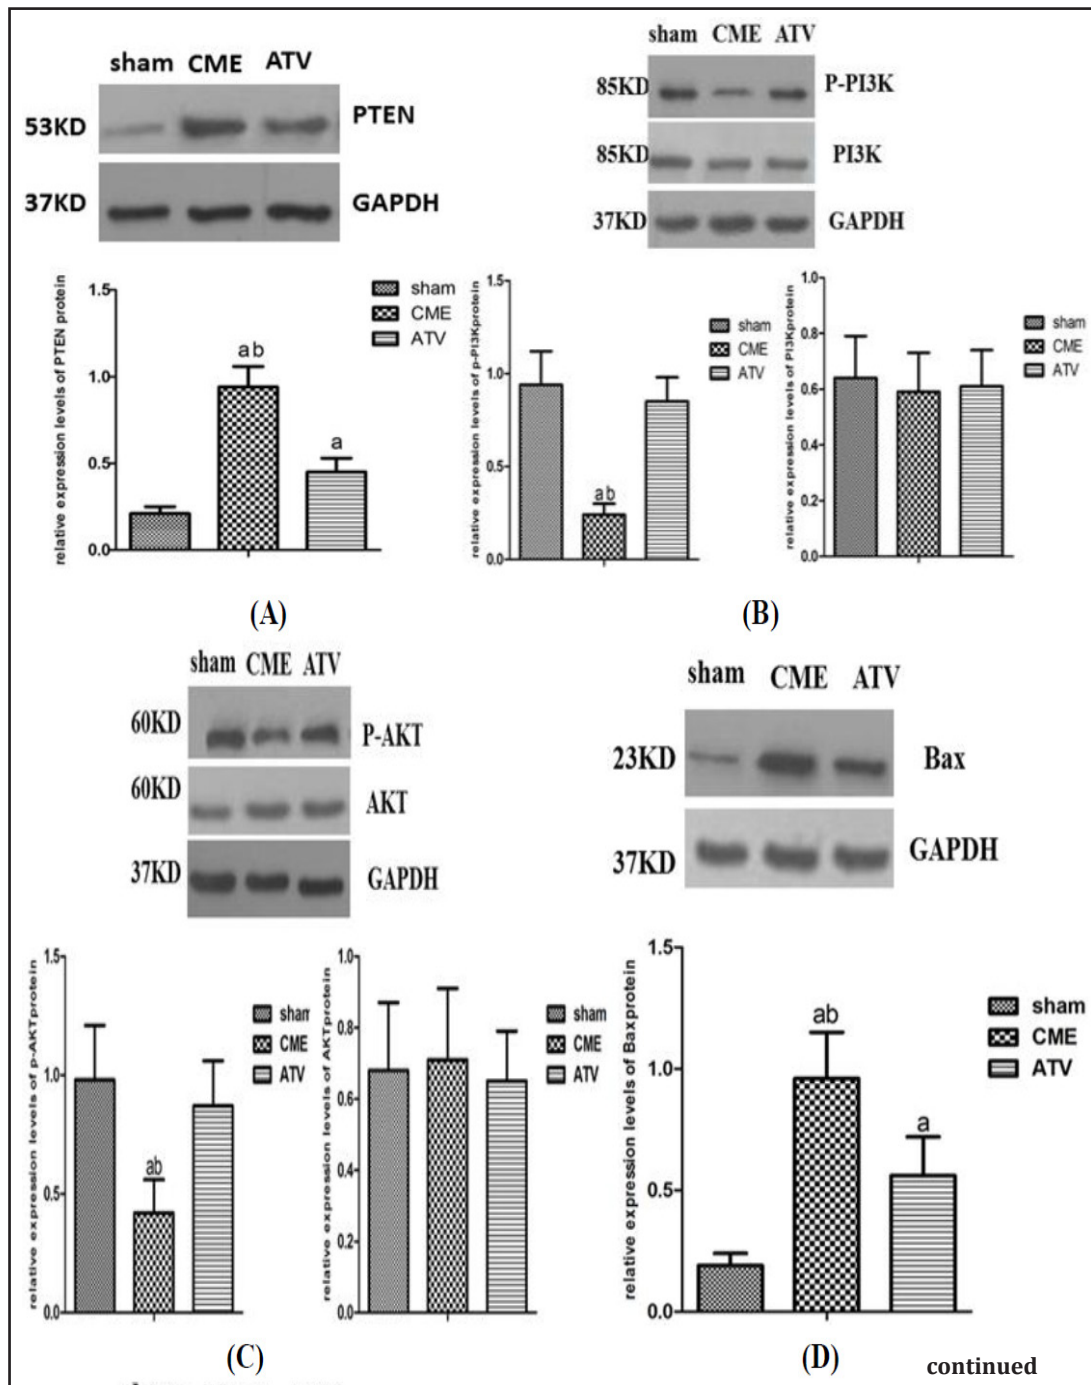 sham CME ATV
53KD PTEN
37KD GAPDH
relative expression levels of PTEN protein
1.5
1.0
0.5
0.0
ab
a
sham
CME
ATV
sham CME ATV
85KD P-PI3K
85KD PI3K
37KD GAPDH
relative expression levels of p-PI3Kprotein
1.5
1.0
0.5
0.0
ab
sham
CME
ATV
relative expression levels of PI3Kprotein
1.0
0.8
0.6
0.4
0.2
0.0
sham
CME
ATV
(A)
(B)
sham CME ATV
60KD P-AKT
60KD AKT
37KD GAPDH
relative expression levels of p-AKTprotein
1.5
1.0
0.5
0.0
ab
sham
CME
ATV
relative expression levels of AKTprotein
1.0
0.8
0.6
0.4
0.2
0.0
sham
CME
ATV
sham CME ATV
23KD Bax
37KD GAPDH
relative expression levels of Baxprotein
1.5
1.0
0.5
0.0
ab
a
sham
CME
ATV
(C)
(D)
continued